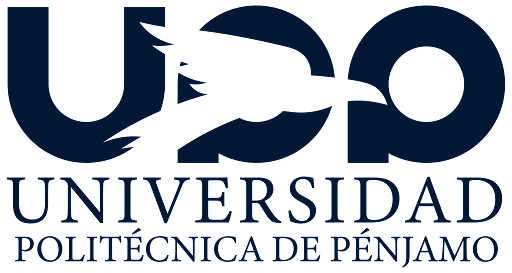 UPP
UNIVERSIDAD
POLITÉCNICA DE PÉNJAMO